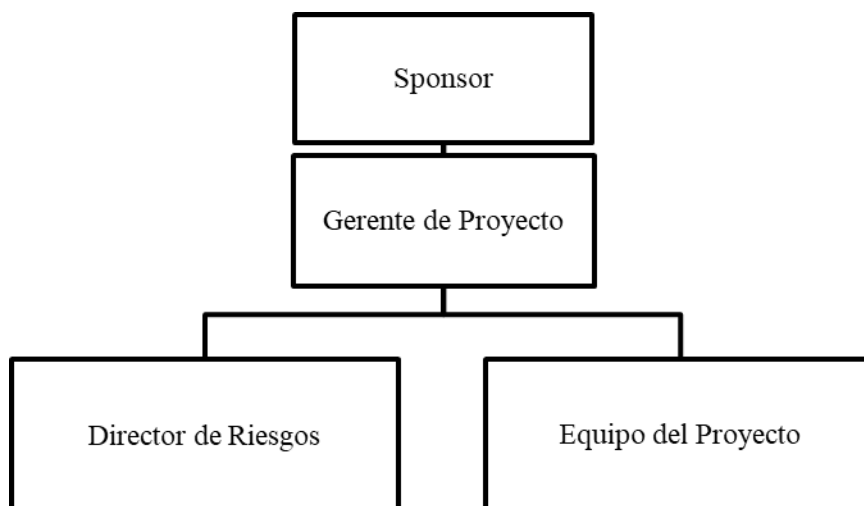 Sponsor
Gerente de Proyecto
Director de Riesgos
Equipo del Proyecto